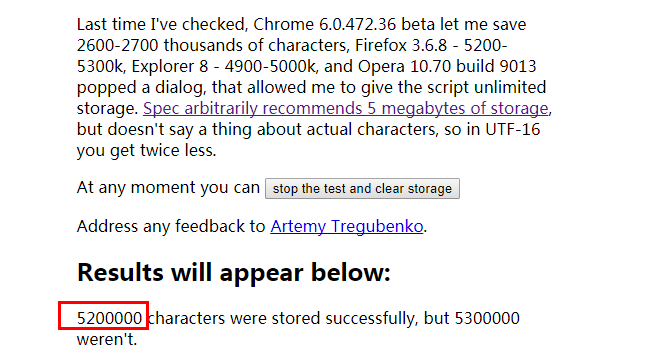 Last time I've checked, Chrome 6.0.472.36 beta let me save
2600-2700 thousands of characters, Firefox 3.6.8 - 5200-
5300k, Explorer 8 - 4900-5000k, and Opera 10.70 build 9013
popped a dialog, that allowed me to give the script unlimited
storage. Spec arbitrarily recommends 5 megabytes of storage,
but doesn't say a thing about actual characters, so in UTF-16
you get twice less.
At any moment you can stop the test and clear storage
Address any feedback to Artemy Tregubenko.
Results will appear below:
5200000 characters were stored successfully, but 5300000
weren't.